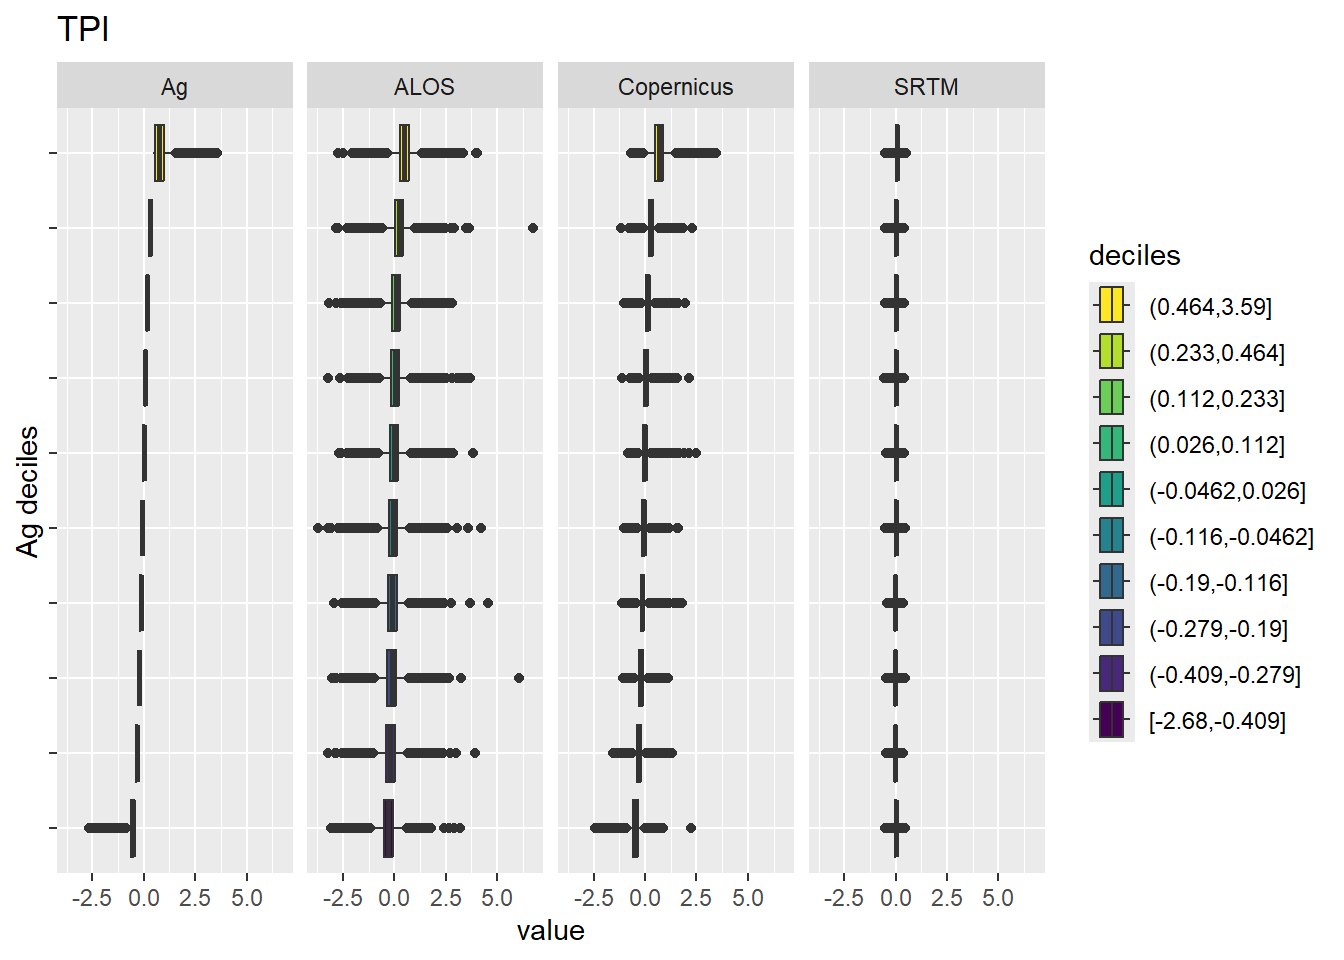 TPI
Ag ALOS Copernicus SRTM
Ag deciles
-2.5 0.0 2.5 5.0 -2.5 0.0 2.5 5.0 -2.5 0.0 2.5 5.0 -2.5 0.0 2.5 5.0
value
deciles
(0.464,3.59]
(0.233,0.464]
(0.112,0.233]
(0.026,0.112]
(-0.0462,0.026]
(-0.116,-0.0462]
(-0.19,-0.116]
(-0.279,-0.19]
(-0.409,-0.279]
[-2.68,-0.409]